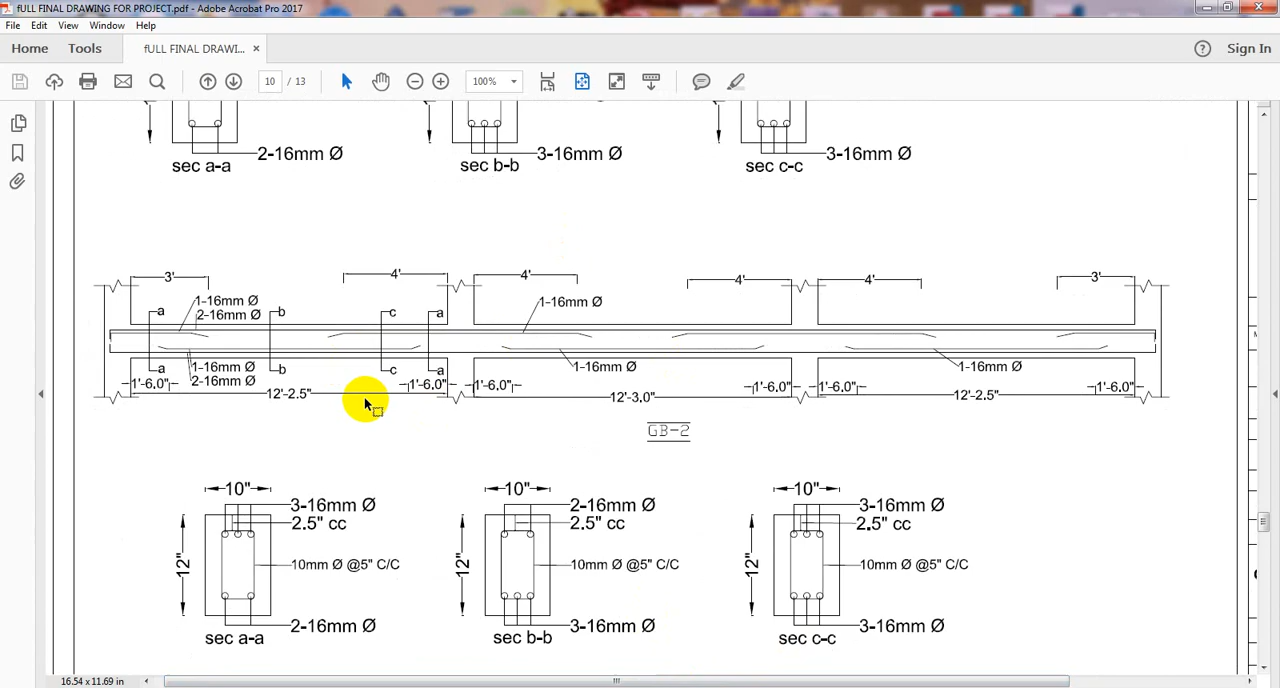 fULL FINAL DRAWING FOR PROJECT.pdf - Adobe Acrobat Pro 2017
File Edit View Window Help
Home Tools fULL FINAL DRAWI... × Sign In
10 / 13 100%
2-16mm Ø 3-16mm Ø 3-16mm Ø
sec a-a sec b-b sec c-c
3' 4' 4' 4' 4' 3'
1-16mm Ø 1-16mm Ø
2-16mm Ø
a b c a
a b c a
1-16mm Ø 1-16mm Ø 1-16mm Ø
2-16mm Ø
1'-6.0" 1'-6.0" 1'-6.0" 1'-6.0" 1'-6.0" 1'-6.0"
12'-2.5" 12'-3.0" 12'-2.5"
GB-2
10" 10" 10"
3-16mm Ø 2-16mm Ø 3-16mm Ø
2.5" cc 2.5" cc 2.5" cc
12" 10mm Ø @5" C/C 12" 10mm Ø @5" C/C 12" 10mm Ø @5" C/C
2-16mm Ø 3-16mm Ø 3-16mm Ø
sec a-a sec b-b sec c-c
16.54 x 11.69 in